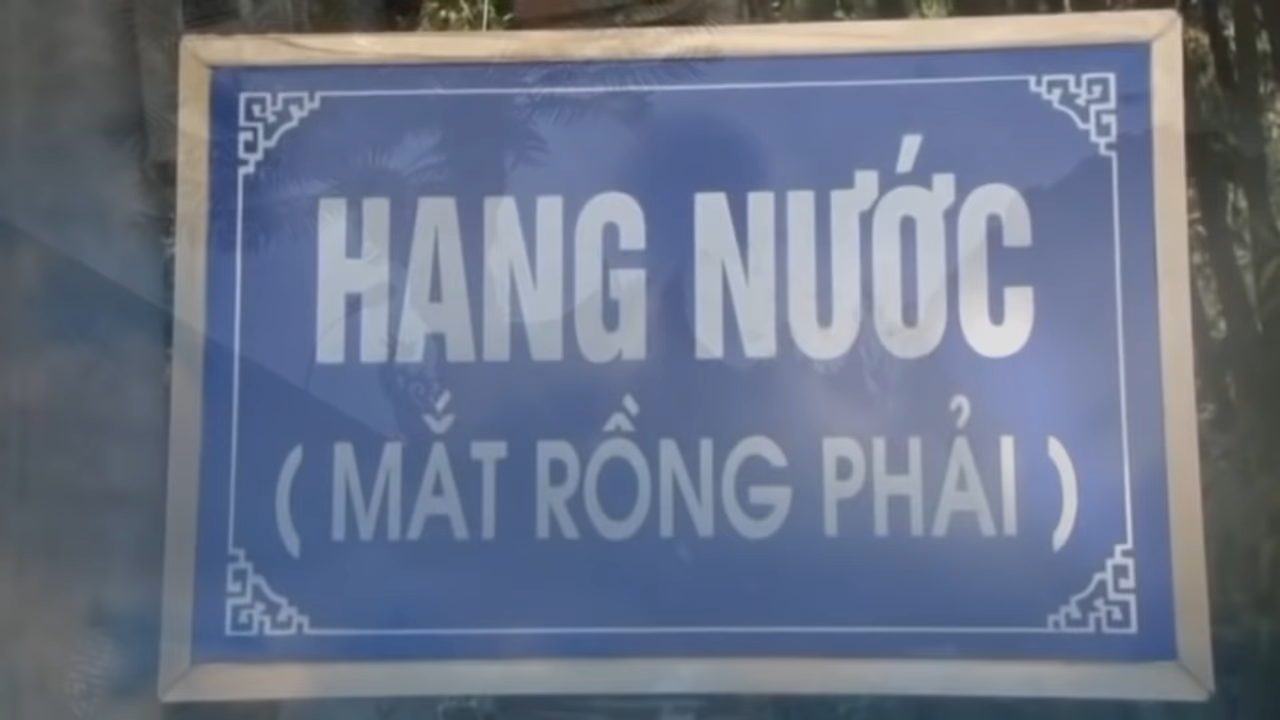 HANG NƯỚC
( MẮT RỒNG PHẢI )